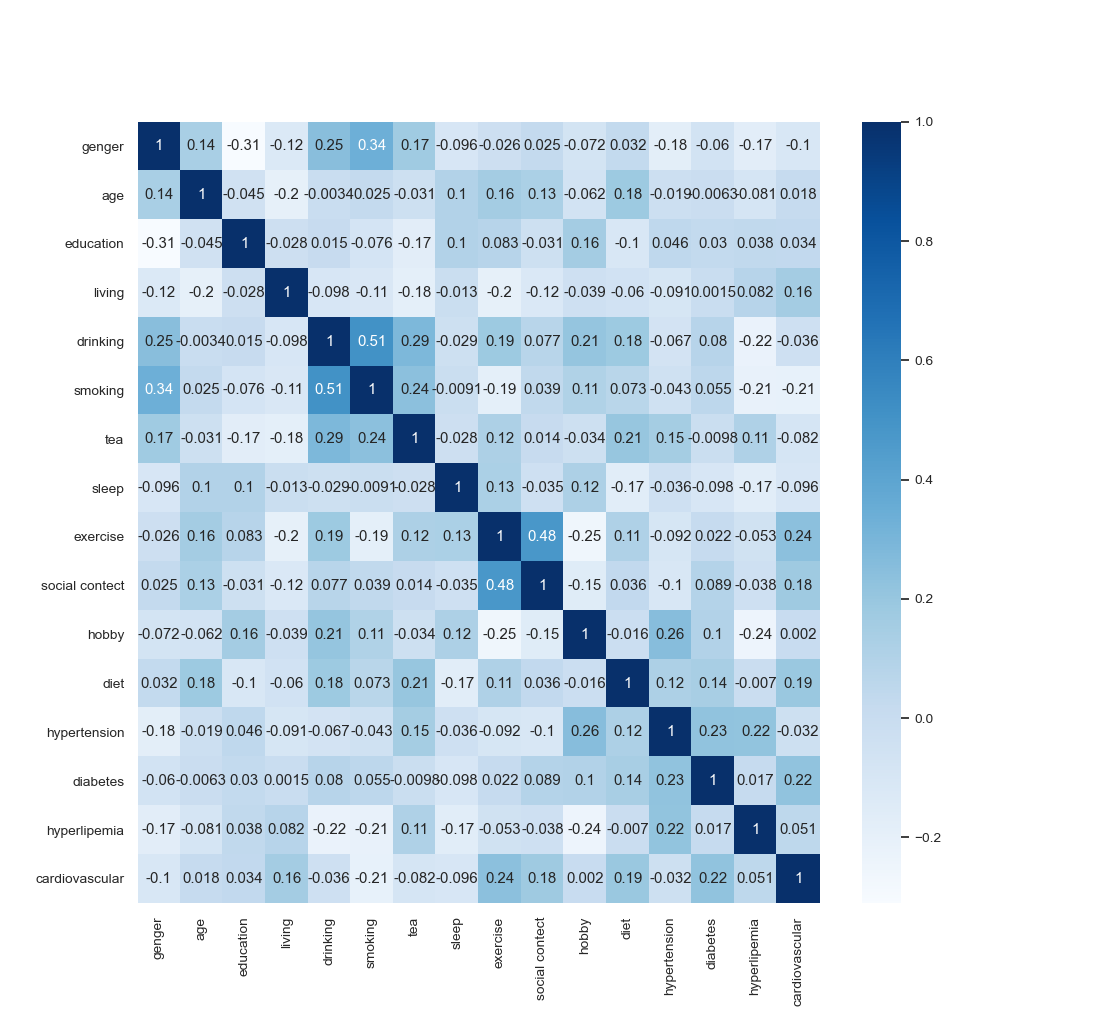 genger 1 0.14 -0.31 -0.12 0.25 0.34 0.17 -0.096 -0.026 0.025 -0.072 0.032 -0.18 -0.06 -0.17 -0.1 1.0
age 0.14 1 -0.045 -0.2 -0.0034 0.025 -0.031 0.1 0.16 0.13 -0.062 0.18 -0.019 -0.0063 -0.081 0.018
education -0.31 -0.045 1 -0.028 0.015 -0.076 -0.17 0.1 0.083 -0.031 0.16 -0.1 0.046 0.03 0.038 0.034 0.8
living -0.12 -0.2 -0.028 1 -0.098 -0.11 -0.18 -0.013 -0.2 -0.12 -0.039 -0.06 -0.091 0.0015 0.082 0.16
drinking 0.25 -0.0034 0.015 -0.098 1 0.51 0.29 -0.029 0.19 0.077 0.21 0.18 -0.067 0.08 -0.22 -0.036 0.6
smoking 0.34 0.025 -0.076 -0.11 0.51 1 0.24 -0.0091 -0.19 0.039 0.11 0.073 -0.043 0.055 -0.21 -0.21
tea 0.17 -0.031 -0.17 -0.18 0.29 0.24 1 -0.028 0.12 0.014 -0.034 0.21 0.15 -0.0098 0.11 -0.082
sleep -0.096 0.1 0.1 -0.013 -0.029 -0.0091 -0.028 1 0.13 -0.035 0.12 -0.17 -0.036 -0.098 -0.17 -0.096 0.4
exercise -0.026 0.16 0.083 -0.2 0.19 -0.19 0.12 0.13 1 0.48 -0.25 0.11 -0.092 0.022 -0.053 0.24
social contect 0.025 0.13 -0.031 -0.12 0.077 0.039 0.014 -0.035 0.48 1 -0.15 0.036 -0.1 0.089 -0.038 0.18 0.2
hobby -0.072 -0.062 0.16 -0.039 0.21 0.11 -0.034 0.12 -0.25 -0.15 1 -0.016 0.26 0.1 -0.24 0.002
diet 0.032 0.18 -0.1 -0.06 0.18 0.073 0.21 -0.17 0.11 0.036 -0.016 1 0.12 0.14 -0.007 0.19
hypertension -0.18 -0.019 0.046 -0.091 -0.067 -0.043 0.15 -0.036 -0.092 -0.1 0.26 0.12 1 0.23 0.22 -0.032 0.0
diabetes -0.06 -0.0063 0.03 0.0015 0.08 0.055 -0.0098 -0.098 0.022 0.089 0.1 0.14 0.23 1 0.017 0.22
hyperlipemia -0.17 -0.081 0.038 0.082 -0.22 -0.21 0.11 -0.17 -0.053 -0.038 -0.24 -0.007 0.22 0.017 1 0.051 −0.2
cardiovascular -0.1 0.018 0.034 0.16 -0.036 -0.21 -0.082 -0.096 0.24 0.18 0.002 0.19 -0.032 0.22 0.051 1
genger age education living drinking smoking tea sleep exercise social contect hobby diet hypertension diabetes hyperlipemia cardiovascular